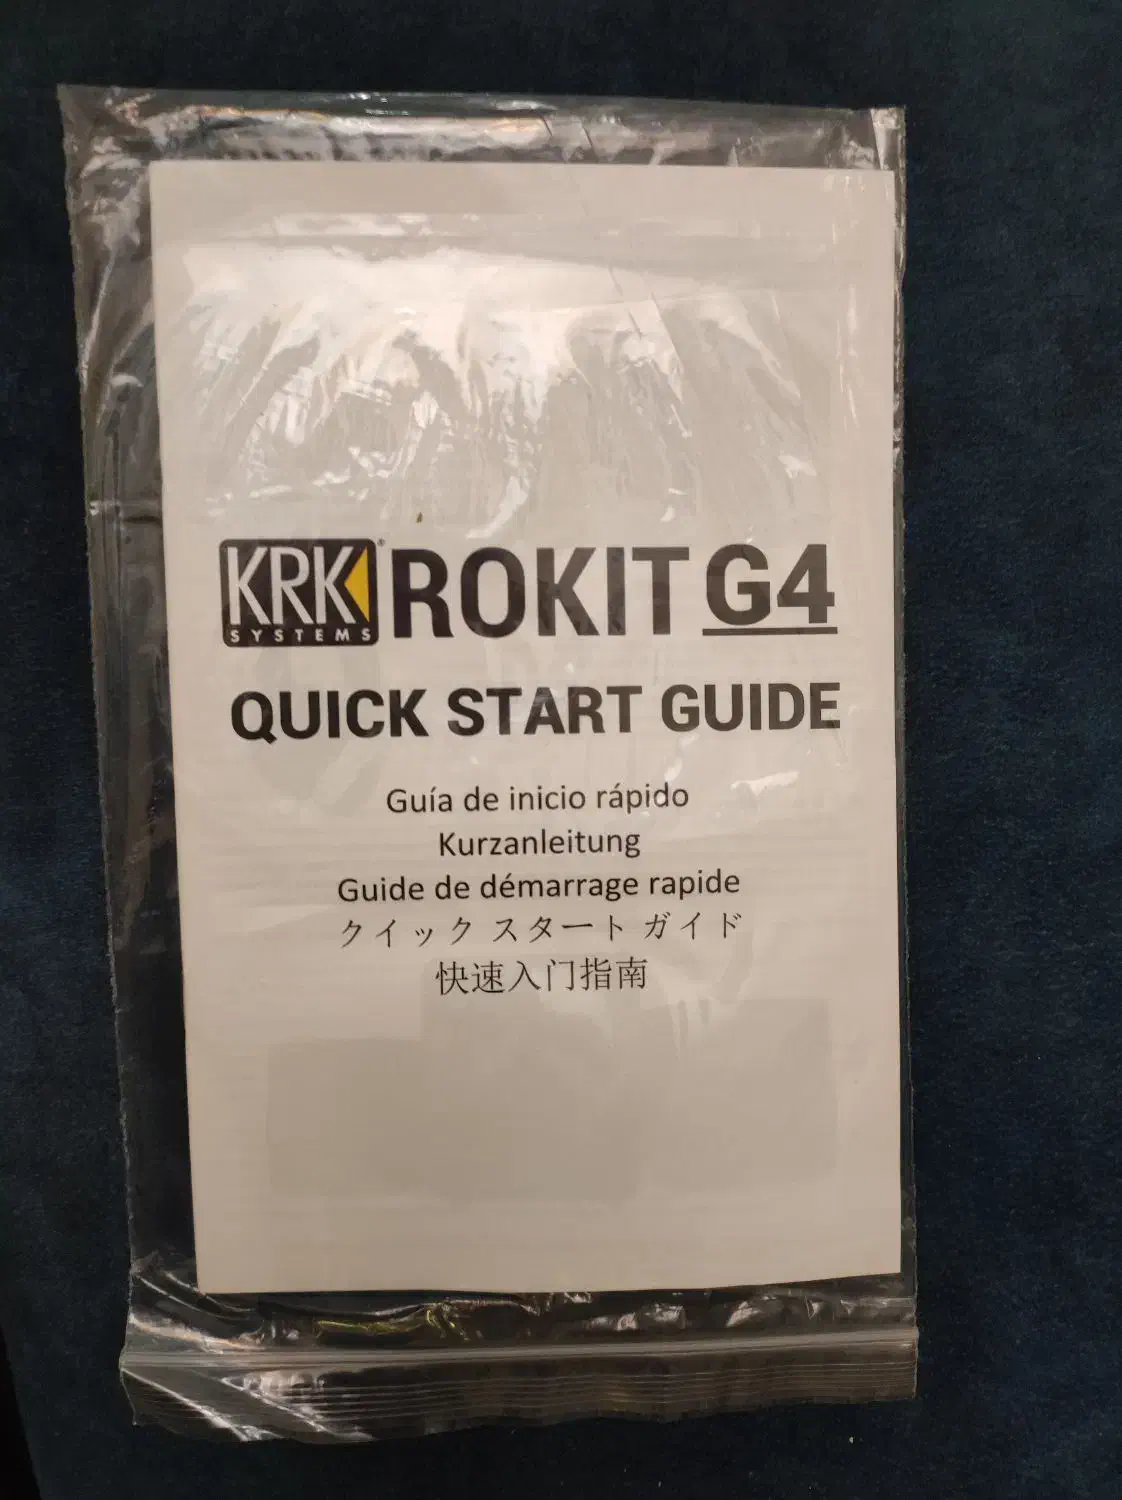 KRK® ROKIT G4
SYSTEMS
QUICK START GUIDE
Guía de inicio rápido
Kurzanleitung
Guide de démarrage rapide
クイック スタート ガイド
快速入门指南